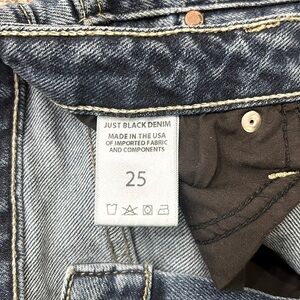 JUST BLACK DENIM
MADE IN THE USA
OF IMPORTED FABRIC
AND COMPONENTS
25